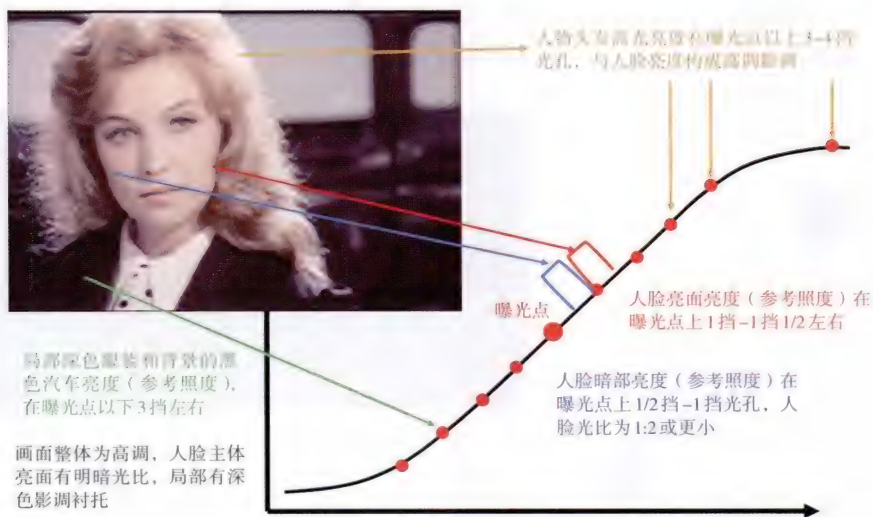 人物头发高光亮度在曝光点以上3-4挡
光孔，与人脸亮度构成高调影调
曝光点
人脸亮面亮度（参考照度）在
曝光点上1挡-1挡1/2左右
人脸暗部亮度（参考照度）在
曝光点上1/2挡-1挡光孔，人
脸光比为1:2或更小
局部深色服装和背景的黑
色汽车亮度（参考照度），
在曝光点以下3挡左右
画面整体为高调，人脸主体
亮面有明暗光比，局部有深
色影调衬托